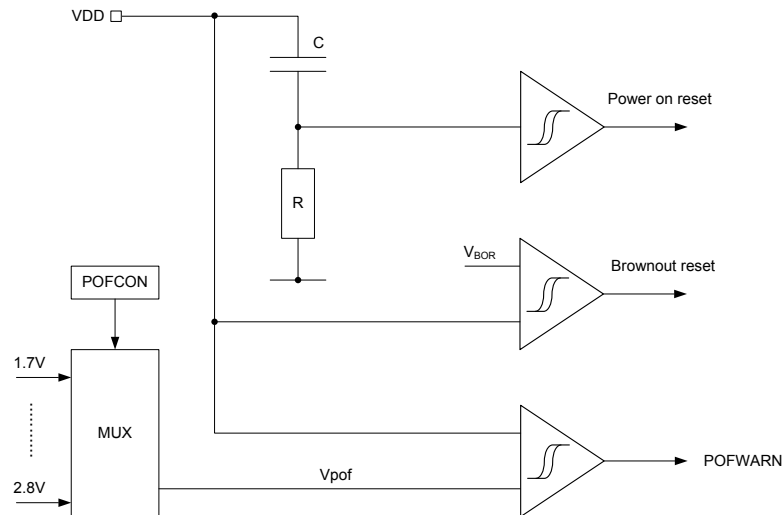 VDD
C
Power on reset
R
VBOR
Brownout reset
POFCON
1.7V
MUX
Vpof
POFWARN
2.8V